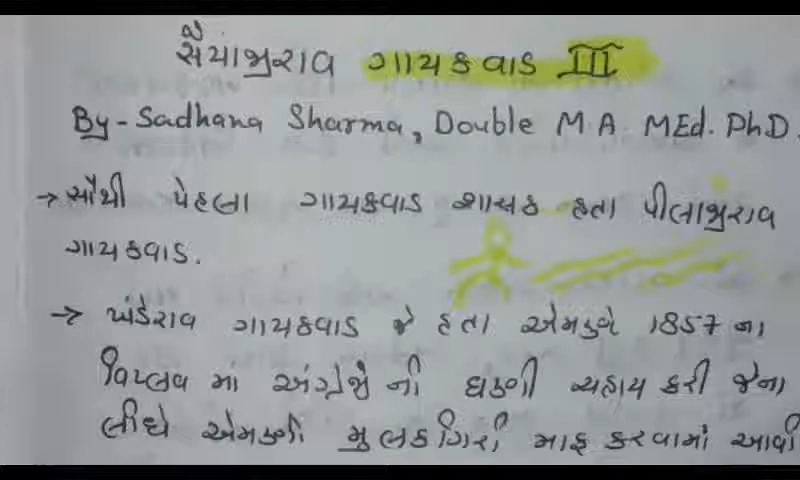 સૈયાજીરાવ ગાયકવાડ III
By - Sadhana Sharma, Double M A. MEd. PhD.
→ સૌથી પેહલા ગાયકવાડ શાસક હતા પીલાજીરાવ
ગાયકવાડ.
→ ખંડેરાવ ગાયકવાડ જે હતા એમણે 1857 ના
વિપ્લવ માં અંગ્રેજો ની ઘણી સહાય કરી જેના
લીધે એમણી મુલકગિરી માફ કરવામાં આવી